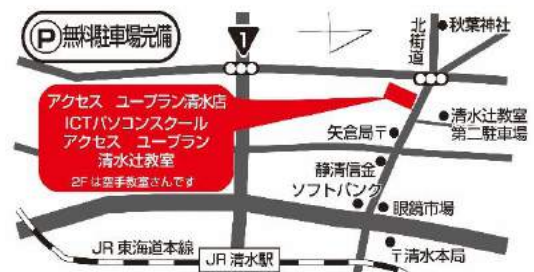 P 無料駐車場完備
1
北街道
秋葉神社
アクセス ユープラン清水店
ICTパソコンスクール
アクセス ユープラン
清水辻教室
2Fは空手教室さんです
清水辻教室
第二駐車場
矢倉局〒
静清信金
ソフトバンク
眼鏡市場
JR東海道本線
JR清水駅
〒清水本局